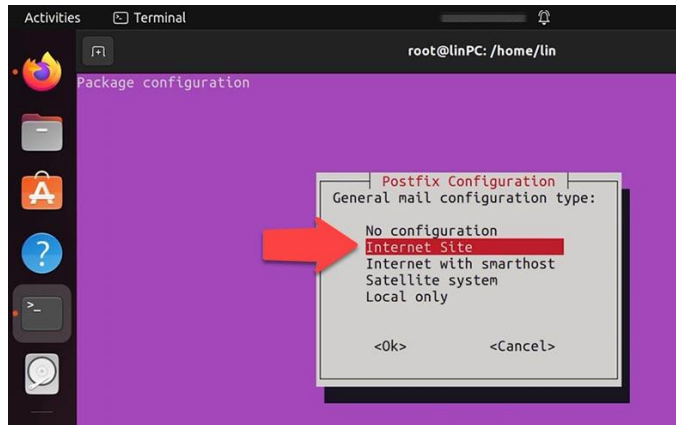 Activities
Terminal
root@linPC: /home/lin
Package configuration
Postfix Configuration
General mail configuration type:
No configuration
Internet Site
Internet with smarthost
Satellite system
Local only
<Ok> <Cancel>